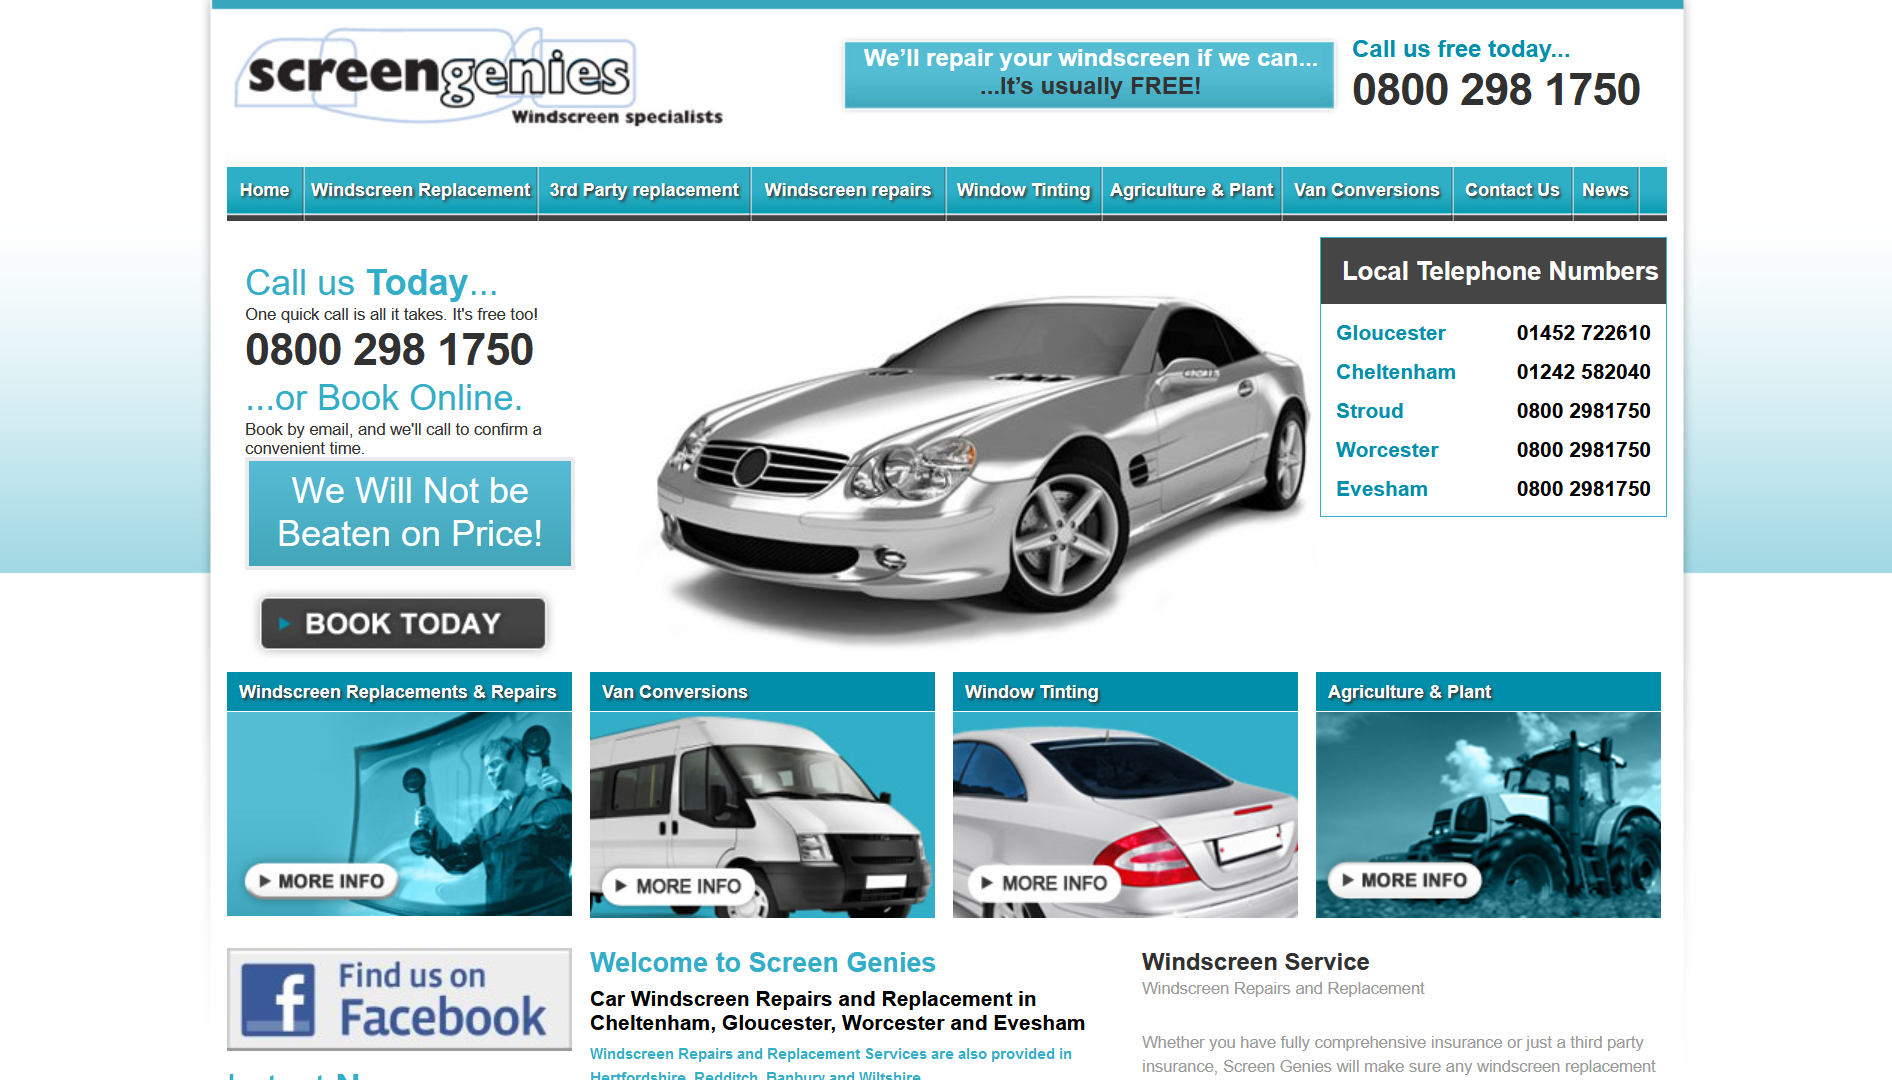 screengenies
Windscreen specialists
We'll repair your windscreen if we can...
...It's usually FREE!
Call us free today...
0800 298 1750
Home
Windscreen Replacement
3rd Party replacement
Windscreen repairs
Window Tinting
Agriculture & Plant
Van Conversions
Contact Us
News
Call us Today...
One quick call is all it takes. It's free too!
0800 298 1750
...or Book Online.
Book by email, and we'll call to confirm a
convenient time.
We Will Not be
Beaten on Price!
BOOK TODAY
Local Telephone Numbers
Gloucester 01452 722610
Cheltenham 01242 582040
Stroud 0800 2981750
Worcester 0800 2981750
Evesham 0800 2981750
Windscreen Replacements & Repairs
MORE INFO
Van Conversions
MORE INFO
Window Tinting
MORE INFO
Agriculture & Plant
MORE INFO
Find us on
Facebook
Welcome to Screen Genies
Car Windscreen Repairs and Replacement in
Cheltenham, Gloucester, Worcester and Evesham
Windscreen Repairs and Replacement Services are also provided in
Hertfordshire, Redditch, Banbury and Wiltshire
Windscreen Service
Windscreen Repairs and Replacement
Whether you have fully comprehensive insurance or just a third party
insurance, Screen Genies will make sure any windscreen replacement